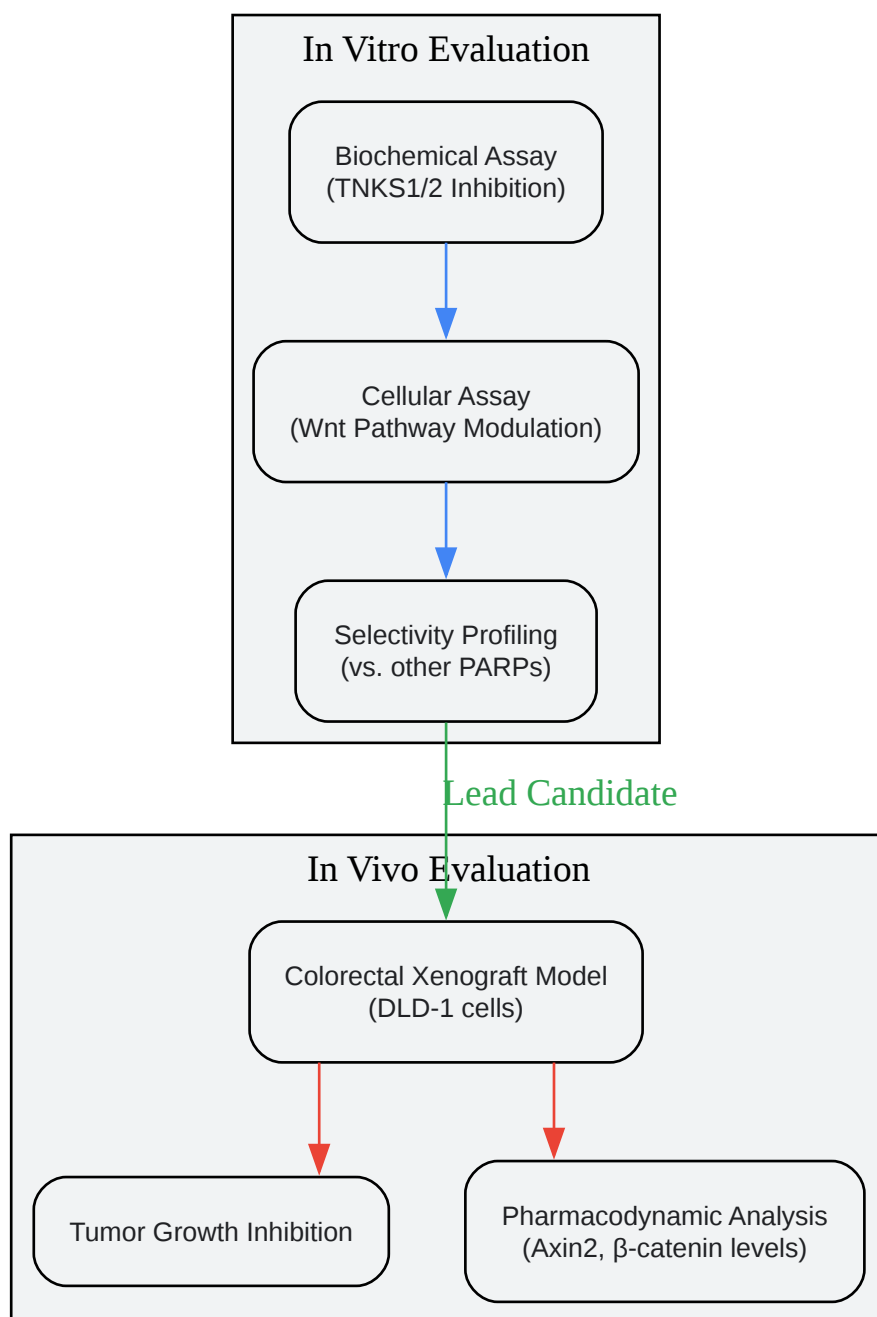 In Vitro Evaluation
Biochemical Assay
(TNKS1/2 Inhibition)
Cellular Assay
(Wnt Pathway Modulation)
Selectivity Profiling
(vs. other PARPs)
Lead Candidate
In Vivo Evaluation
Colorectal Xenograft Model
(DLD-1 cells)
Tumor Growth Inhibition
Pharmacodynamic Analysis
(Axin2, β-catenin levels)